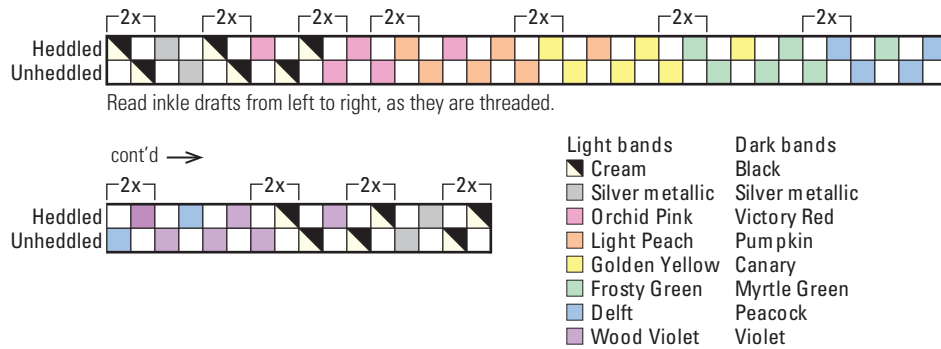 2x 2x 2x 2x 2x 2x 2x
Heddled
Unheddled
Read inkle drafts from left to right, as they are threaded.
cont'd
2x 2x 2x 2x
Heddled
Unheddled
Light bands Dark bands
Cream Black
Silver metallic Silver metallic
Orchid Pink Victory Red
Light Peach Pumpkin
Golden Yellow Canary
Frosty Green Myrtle Green
Delft Peacock
Wood Violet Violet